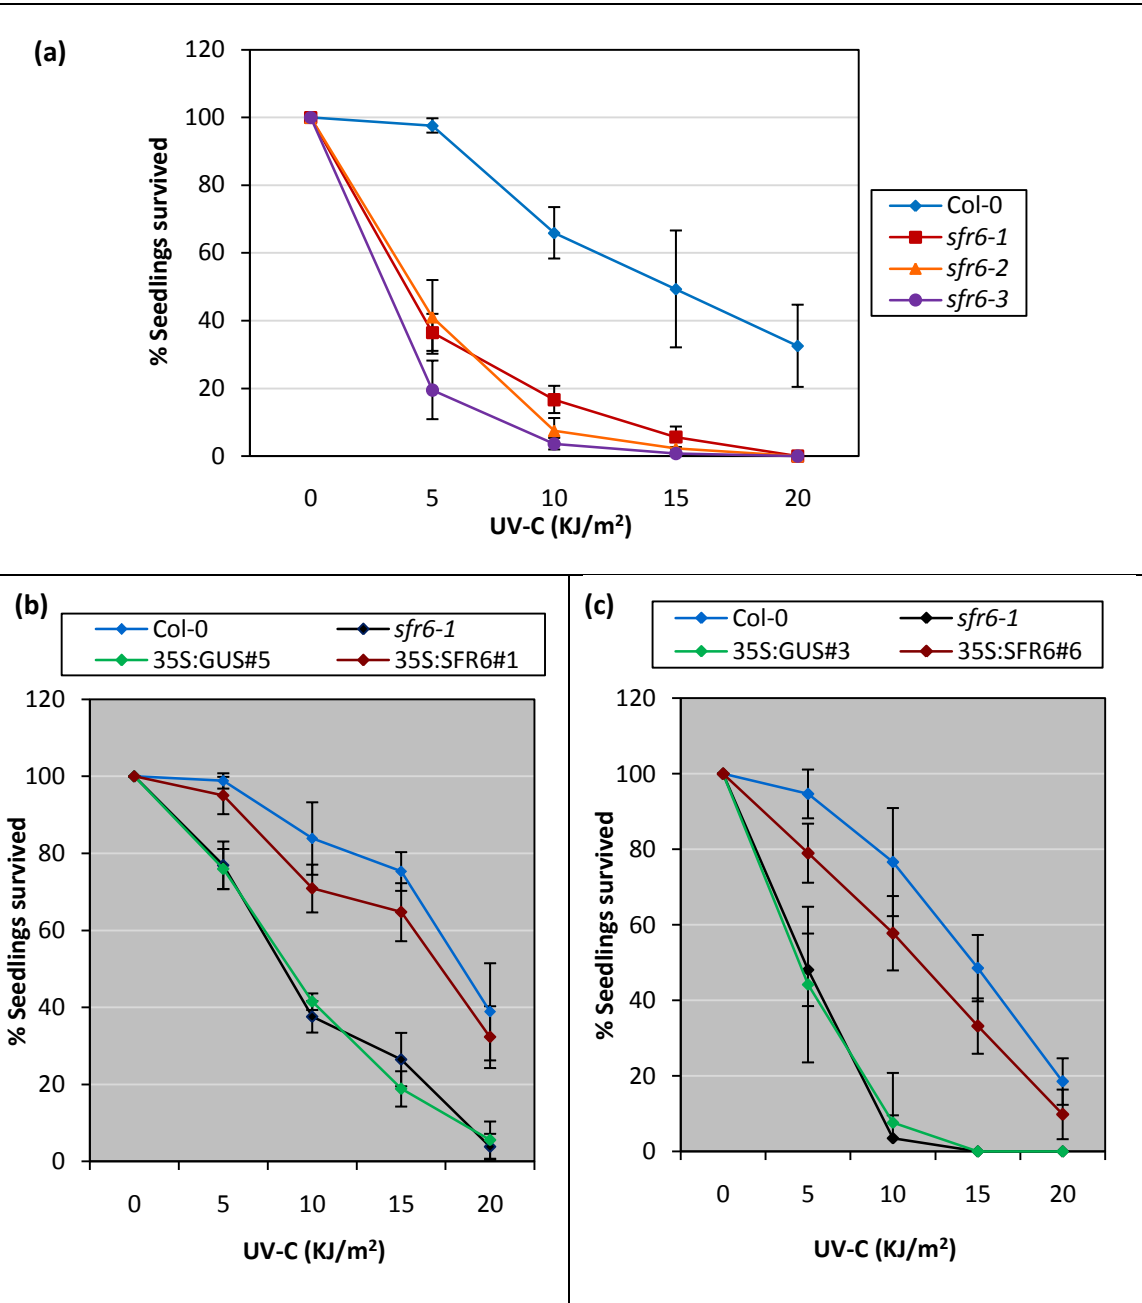 (a)
120
100
80
60
40
20
0
% Seedlings survived
0 5 10 15 20
UV-C (KJ/m²)
Col-0
sfr6-1
sfr6-2
sfr6-3
(b)
Col-0 sfr6-1
35S:GUS#5 35S:SFR6#1
120
100
80
60
40
20
0
% Seedlings survived
0 5 10 15 20
UV-C (KJ/m²)
(c)
Col-0 sfr6-1
35S:GUS#3 35S:SFR6#6
120
100
80
60
40
20
0
% Seedlings survived
0 5 10 15 20
UV-C (KJ/m²)